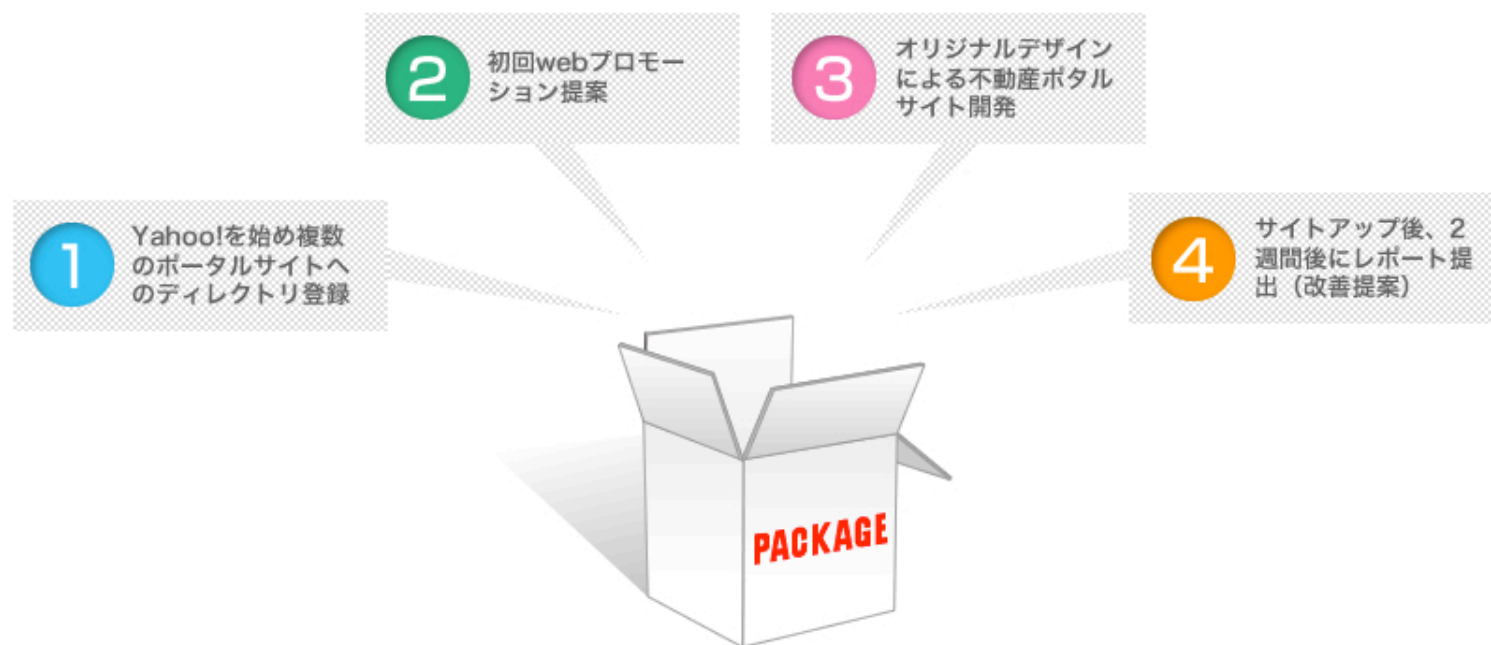 1
Yahoo!を始め複数
のポータルサイトへ
のディレクトリ登録
2
初回webプロモー
ション提案
3
オリジナルデザイン
による不動産ポタル
サイト開発
4
サイトアップ後、2
週間後にレポート提
出（改善提案）
PACKAGE